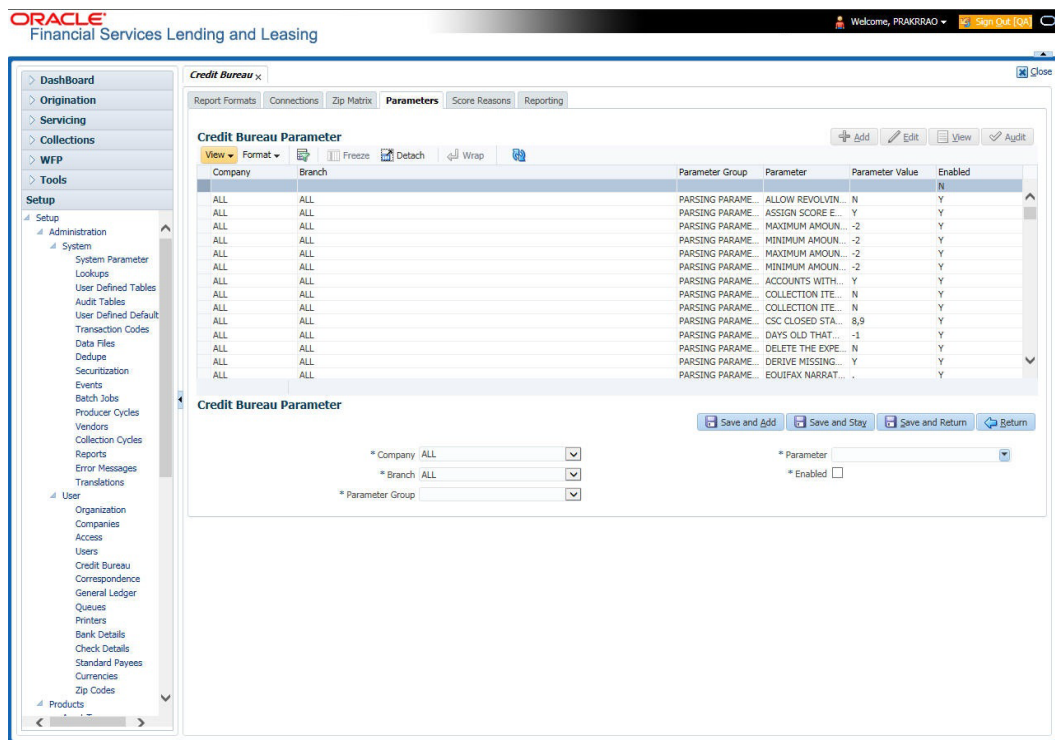 ORACLE
Financial Services Lending and Leasing
Welcome, PRAKRRAO
Sign Out [QA]
DashBoard
Origination
Servicing
Collections
WFP
Tools
Setup
Setup
Administration
System
System Parameter
Lookups
User Defined Tables
Audit Tables
User Defined Default
Transaction Codes
Data Files
Dedupe
Securitization
Events
Batch Jobs
Producer Cycles
Vendors
Collection Cycles
Reports
Error Messages
Translations
User
Organization
Companies
Access
Users
Credit Bureau
Correspondence
General Ledger
Queues
Printers
Bank Details
Check Details
Standard Payees
Currencies
Zip Codes
Products
Credit Bureau x
Close
Report Formats Connections Zip Matrix Parameters Score Reasons Reporting
Credit Bureau Parameter
Add Edit View Audit
View Format Freeze Detach Wrap
Company Branch Parameter Group Parameter Parameter Value Enabled
N
ALL ALL PARSING PARAME... ALLOW REVOLVIN... N Y
ALL ALL PARSING PARAME... ASSIGN SCORE E... Y Y
ALL ALL PARSING PARAME... MAXIMUM AMOUN... -2 Y
ALL ALL PARSING PARAME... MINIMUM AMOUN... -2 Y
ALL ALL PARSING PARAME... MAXIMUM AMOUN... -2 Y
ALL ALL PARSING PARAME... MINIMUM AMOUN... -2 Y
ALL ALL PARSING PARAME... ACCOUNTS WITH... Y Y
ALL ALL PARSING PARAME... COLLECTION ITE... N Y
ALL ALL PARSING PARAME... COLLECTION ITE... N Y
ALL ALL PARSING PARAME... CSC CLOSED STA... 8,9 Y
ALL ALL PARSING PARAME... DAYS OLD THAT... -1 Y
ALL ALL PARSING PARAME... DELETE THE EXPE... N Y
ALL ALL PARSING PARAME... DERIVE MISSING... Y Y
ALL ALL PARSING PARAME... EQUIFAX NARRAT... . Y
Credit Bureau Parameter
Save and Add Save and Stay Save and Return Return
* Company ALL
* Branch ALL
* Parameter Group
* Parameter
* Enabled